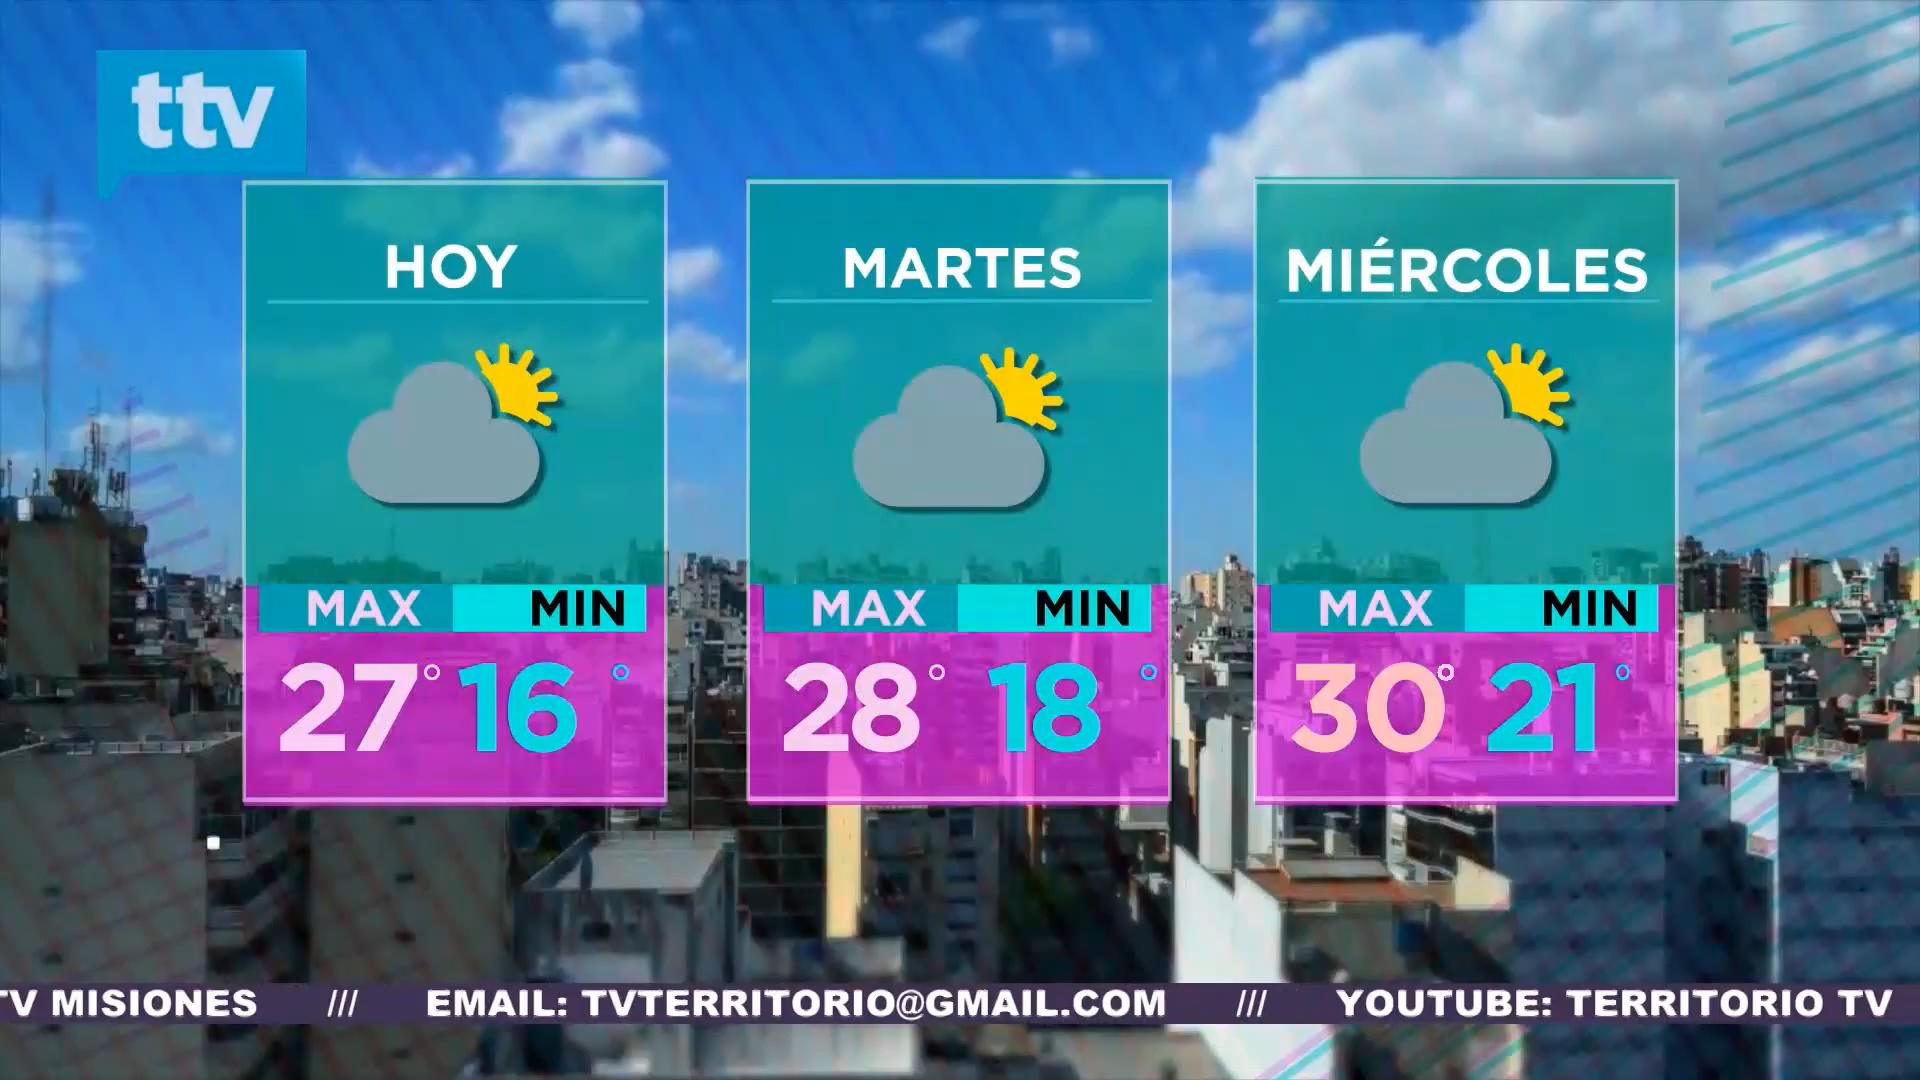 ttv
HOY
MAX MIN
27° 16°
MARTES
MAX MIN
28° 18°
MIÉRCOLES
MAX MIN
30° 21°
TV MISIONES /// EMAIL: TVTERRITORIO@GMAIL.COM /// YOUTUBE: TERRITORIO TV